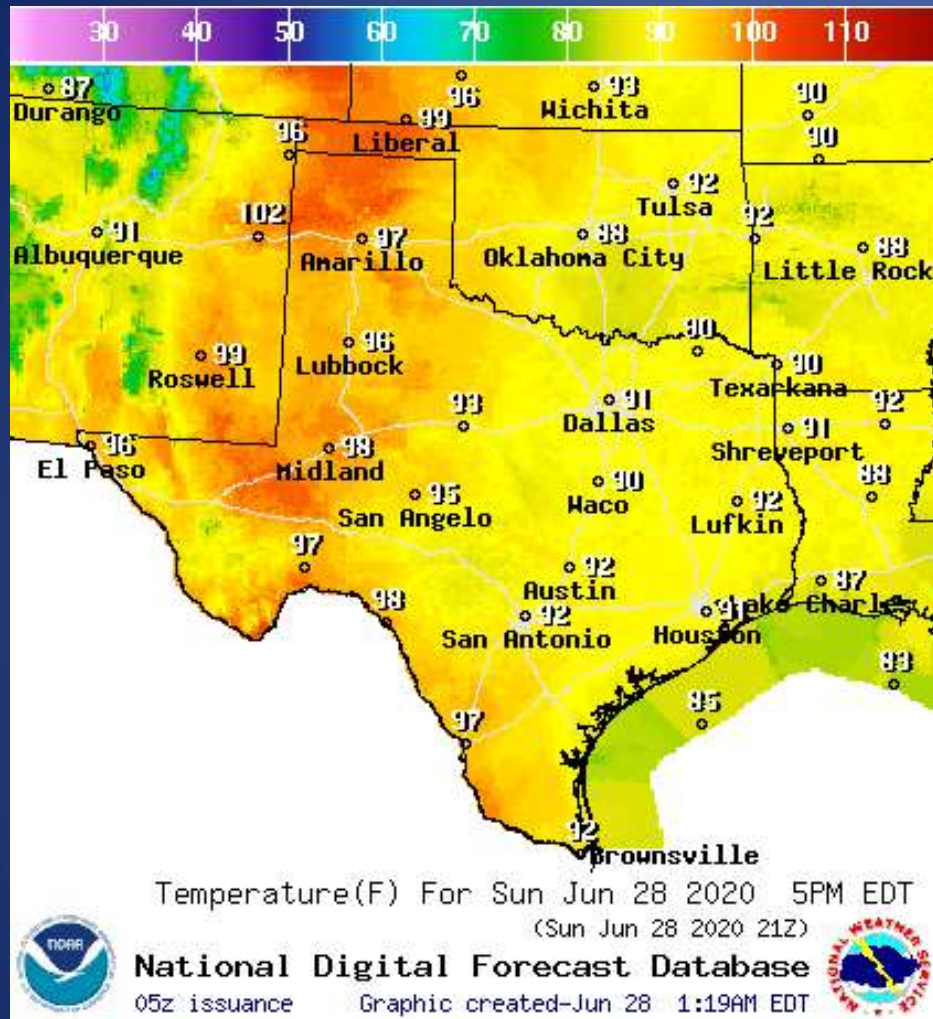 30 40 50 60 70 80 90 100 110
87
Durango
96
99
Liberal
93
Wichita
90
90
96
92
Tulsa
102
91
Albuquerque
97
Amarillo
88
Oklahoma City
92
88
Little Rock
99
Roswell
96
Lubbock
90
90
Texarkana
93
91
Dallas
91
Shreveport
92
96
El Paso
98
Midland
95
San Angelo
90
Waco
92
Lufkin
88
97
92
Austin
87
Lake Charles
98
92
San Antonio
91
Houston
83
85
97
92
Brownsville
Temperature(F) For Sun Jun 28 2020 5PM EDT
(Sun Jun 28 2020 21Z)
NOAA
National Digital Forecast Database
05z issuance Graphic created-Jun 28 1:19AM EDT
NATIONAL WEATHER SERVICE